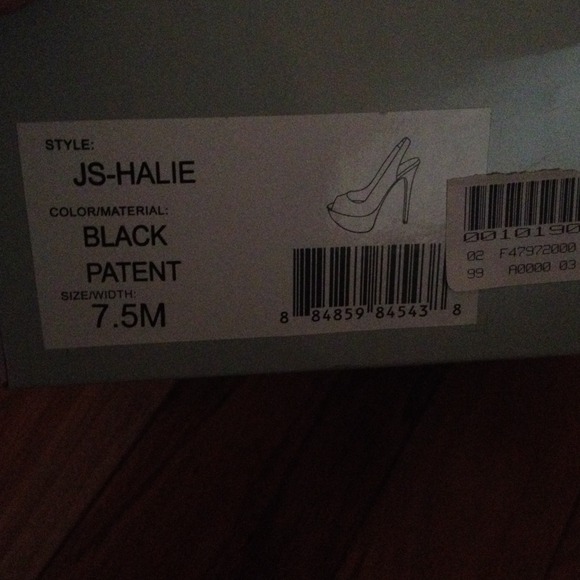 STYLE:
JS-HALIE
COLOR/MATERIAL:
BLACK
PATENT
SIZE/WIDTH:
7.5M
8 84859 84543 8
0010190
02 F47972000
99 A0000 03